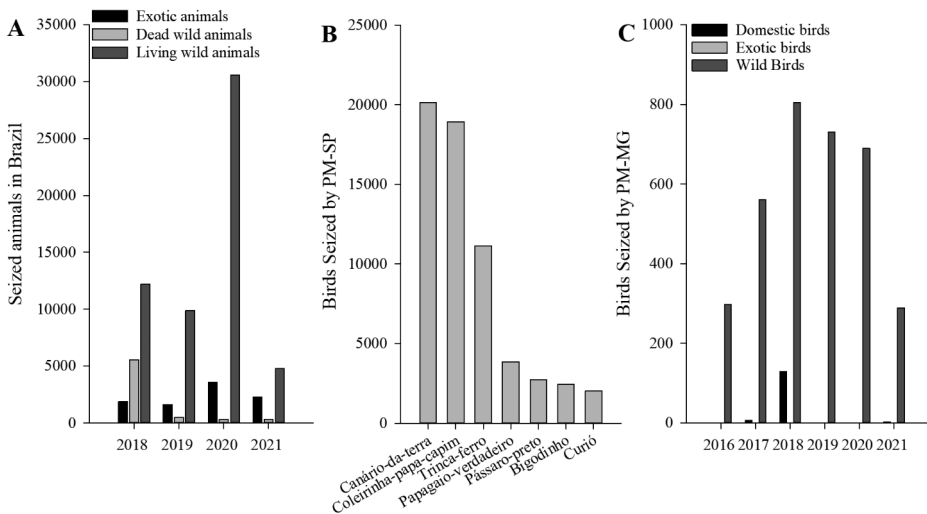 A
Exotic animals
Dead wild animals
Living wild animals
Seized animals in Brazil
35000
30000
25000
20000
15000
10000
5000
0
2018
2019
2020
2021
B
Birds Seized by PM-SP
25000
20000
15000
10000
5000
0
Canário-da-terra
Coleirinha-papa-capim
Trinca-ferro
Papagaio-verdadeiro
Pássaro-preto
Bigodinho
Curió
C
Domestic birds
Exotic birds
Wild Birds
Birds Seized by PM-MG
1000
800
600
400
200
0
2016
2017
2018
2019
2020
2021